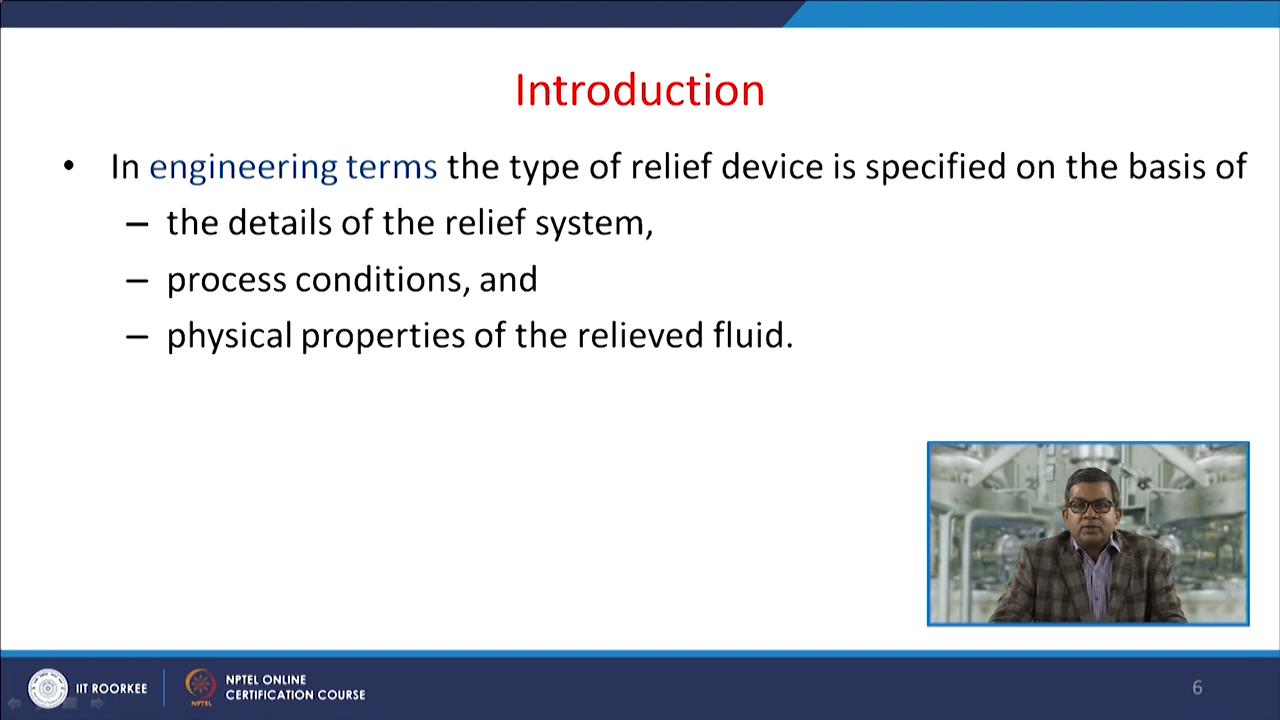 Introduction
• In engineering terms the type of relief device is specified on the basis of
– the details of the relief system,
– process conditions, and
– physical properties of the relieved fluid.
IIT ROORKEE
NPTEL ONLINE
CERTIFICATION COURSE
NPTEL
6